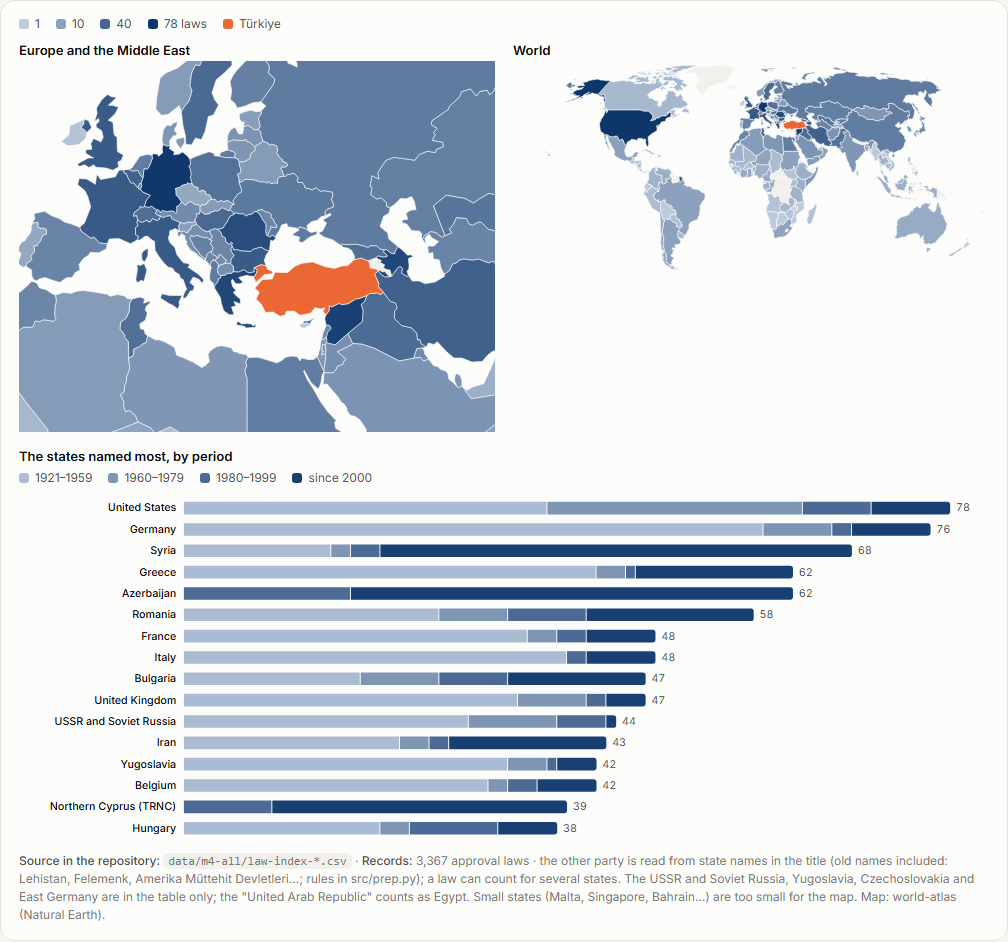 1 10 40 78 laws Türkiye
Europe and the Middle East
World
The states named most, by period
1921–1959 1960–1979 1980–1999 since 2000
United States 78
Germany 76
Syria 68
Greece 62
Azerbaijan 62
Romania 58
France 48
Italy 48
Bulgaria 47
United Kingdom 47
USSR and Soviet Russia 44
Iran 43
Yugoslavia 42
Belgium 42
Northern Cyprus (TRNC) 39
Hungary 38
Source in the repository: data/m4-all/law-index-*.csv · Records: 3,367 approval laws · the other party is read from state names in the title (old names included:
Lehistan, Felemenk, Amerika Müttehit Devletleri...; rules in src/prep.py); a law can count for several states. The USSR and Soviet Russia, Yugoslavia, Czechoslovakia and
East Germany are in the table only; the "United Arab Republic" counts as Egypt. Small states (Malta, Singapore, Bahrain...) are too small for the map. Map: world-atlas
(Natural Earth).